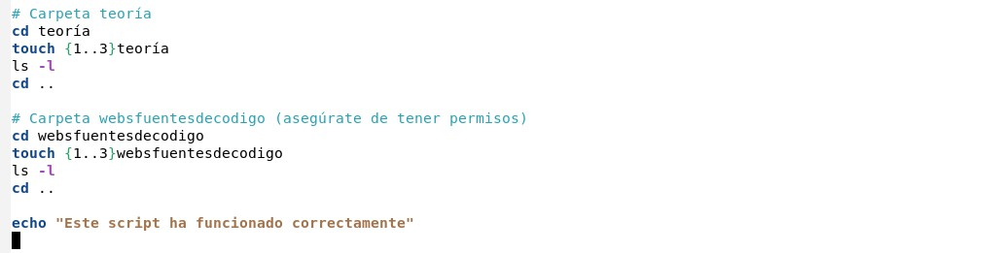 # Carpeta teoría
cd teoría
touch {1..3}teoría
ls -l
cd ..
# Carpeta websfuentesdecodigo (asegúrate de tener permisos)
cd websfuentesdecodigo
touch {1..3}websfuentesdecodigo
ls -l
cd ..
echo "Este script ha funcionado correctamente"